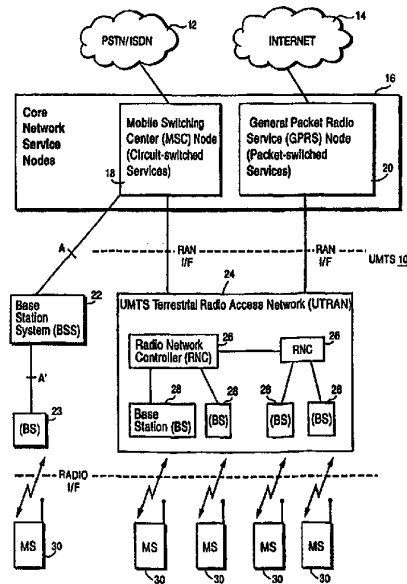 12
14
PSTN/ISDN
INTERNET
16
Core
Network
Service
Nodes
Mobile Switching
Center (MSC) Node
(Circuit-switched
Services)
18
General Packet Radio
Service (GPRS) Node
(Packet-switched
Services)
20
A
RAN
I/F
RAN
I/F
UMTS 10
22
24
Base
Station
System (BSS)
UMTS Terrestrial Radio Access Network (UTRAN)
26
Radio Network
Controller (RNC)
26
RNC
A'
23
(BS)
28
Base
Station (BS)
28
(BS)
28
(BS)
28
(BS)
RADIO
I/F
MS
30
MS
30
MS
30
MS
30
MS
30